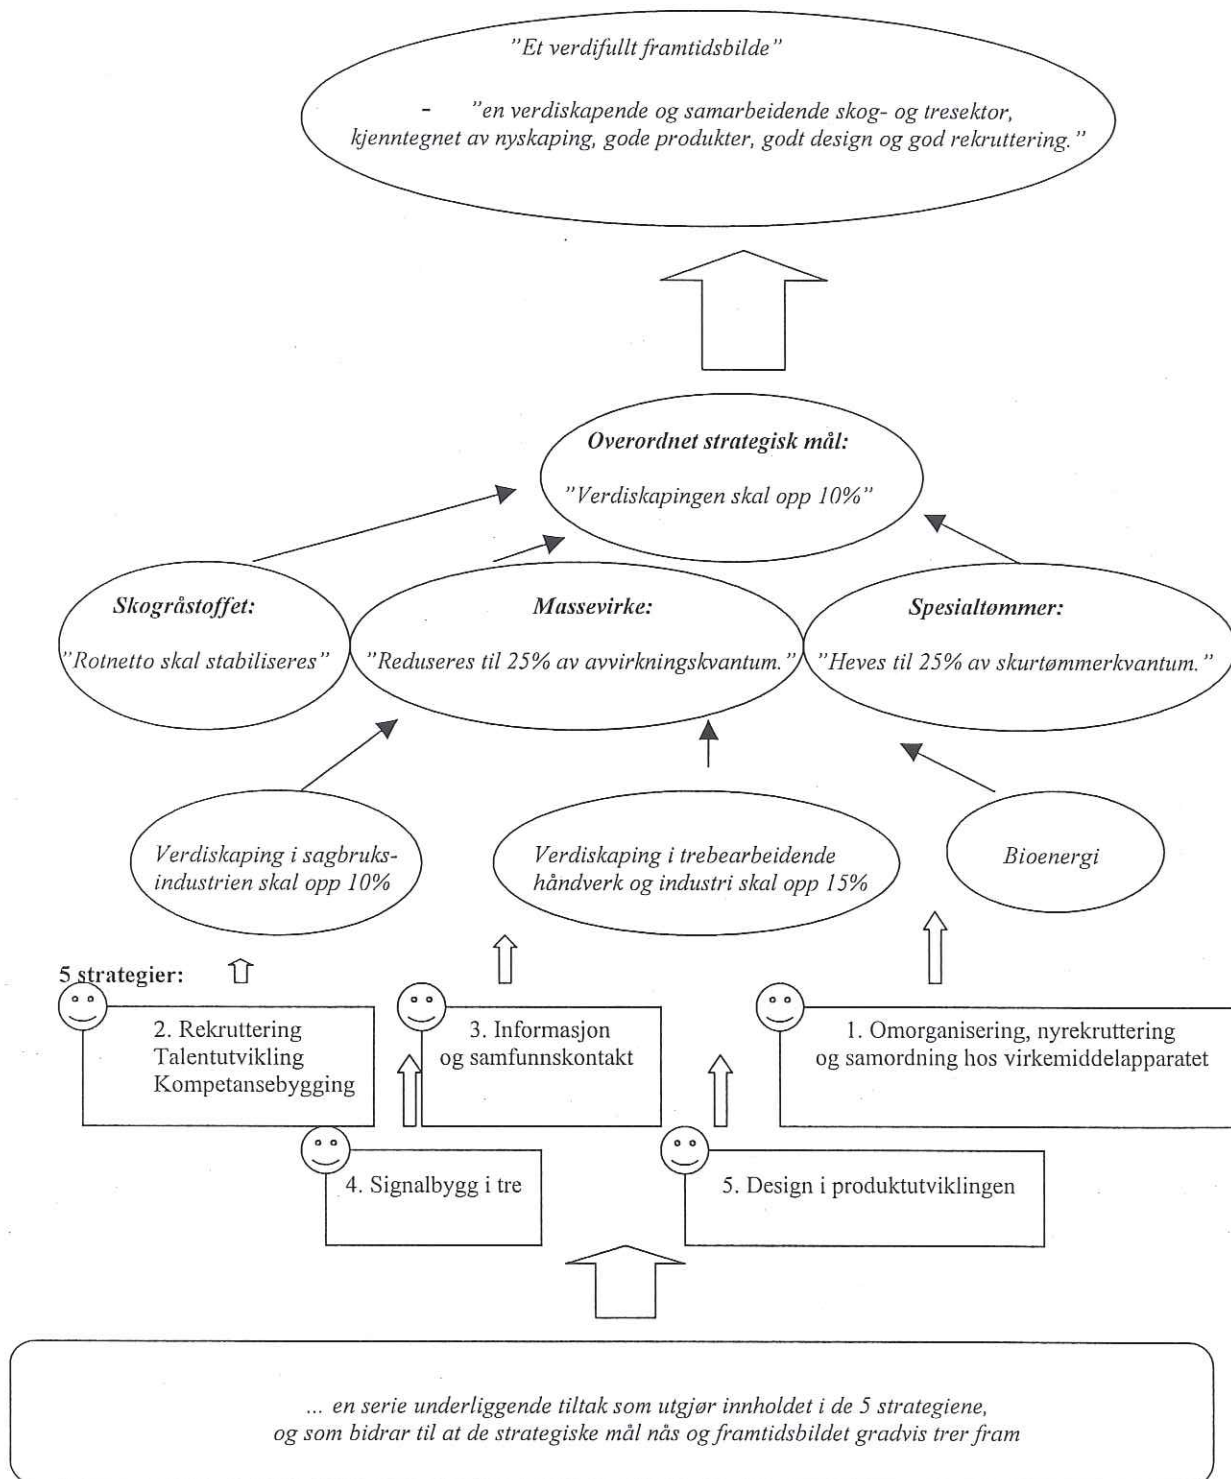 "Et verdifullt framtidsbilde"
- "en verdiskapende og samarbeidende skog- og tresektor,
kjenntegnet av nyskaping, gode produkter, godt design og god rekruttering."
Overordnet strategisk mål:
"Verdiskapingen skal opp 10%"
Skogråstoffet:
"Rotnetto skal stabiliseres"
Massevirke:
"Reduseres til 25% av avvirkningskvantum."
Spesialtømmer:
"Heves til 25% av skurtømmerkvantum."
Verdiskaping i sagbruks-
industrien skal opp 10%
Verdiskaping i trebearbeidende
håndverk og industri skal opp 15%
Bioenergi
5 strategier:
2. Rekruttering
Talentutvikling
Kompetansebygging
3. Informasjon
og samfunnskontakt
1. Omorganisering, nyrekruttering
og samordning hos virkemiddelapparatet
4. Signalbygg i tre
5. Design i produktutviklingen
... en serie underliggende tiltak som utgjør innholdet i de 5 strategiene,
og som bidrar til at de strategiske mål nås og framtidsbildet gradvis trer fram